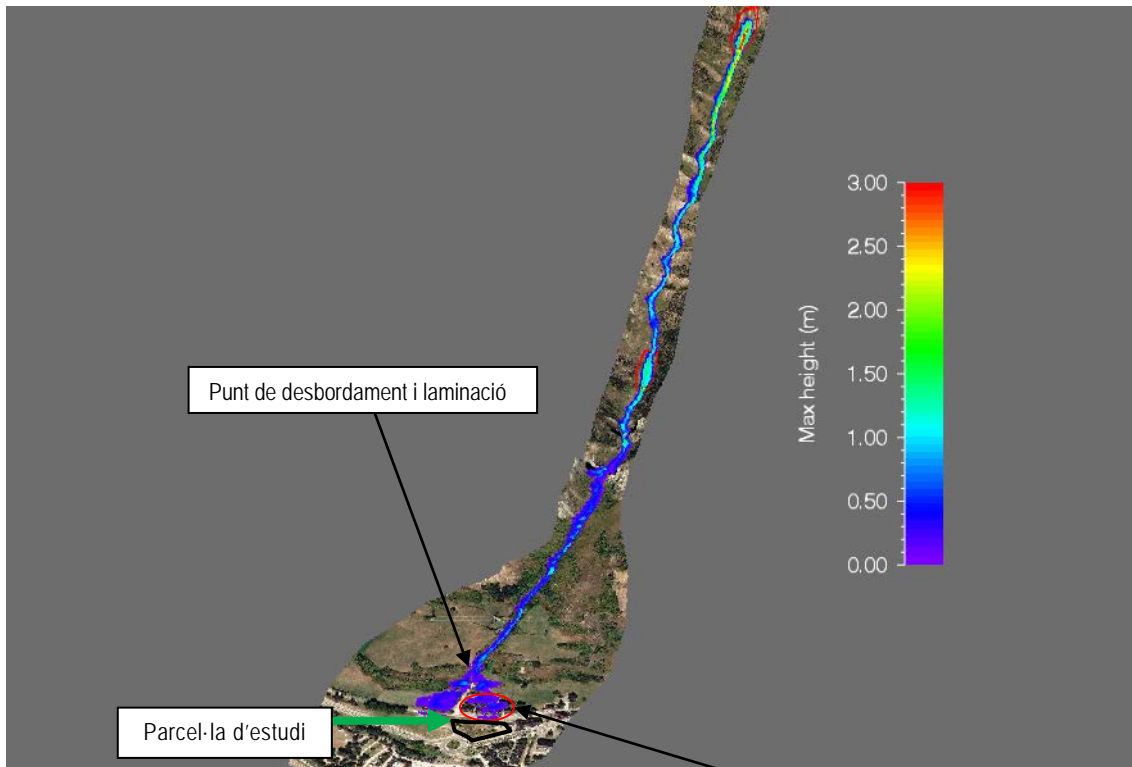 3.00
2.50
2.00
1.50
1.00
0.50
0.00
Max height (m)
Punt de desbordament i laminació
Parcel·la d'estudi